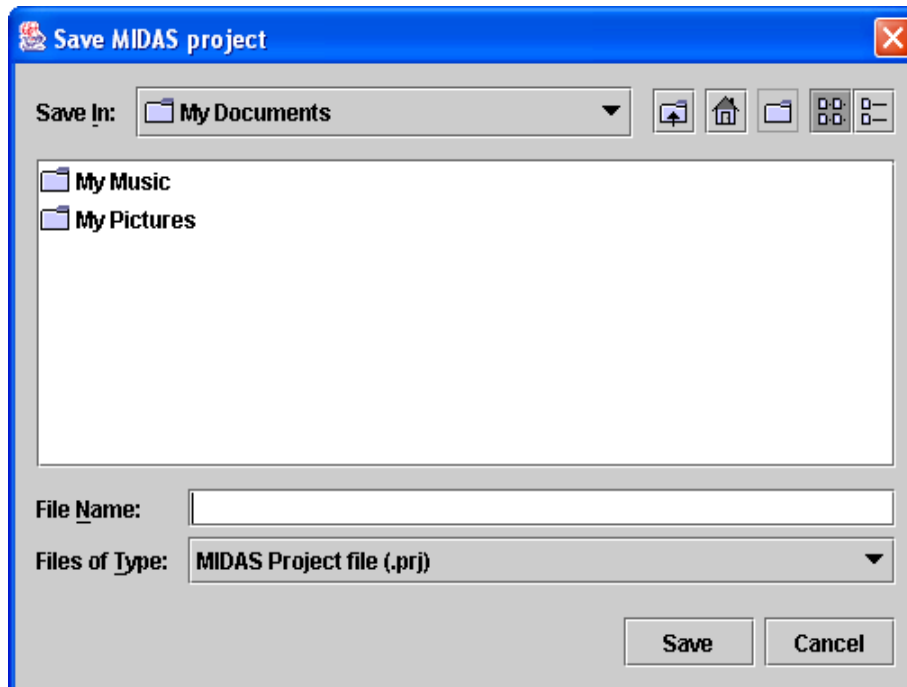 Save MIDAS project
Save In: My Documents
My Music
My Pictures
File Name:
Files of Type: MIDAS Project file (.prj)
Save Cancel